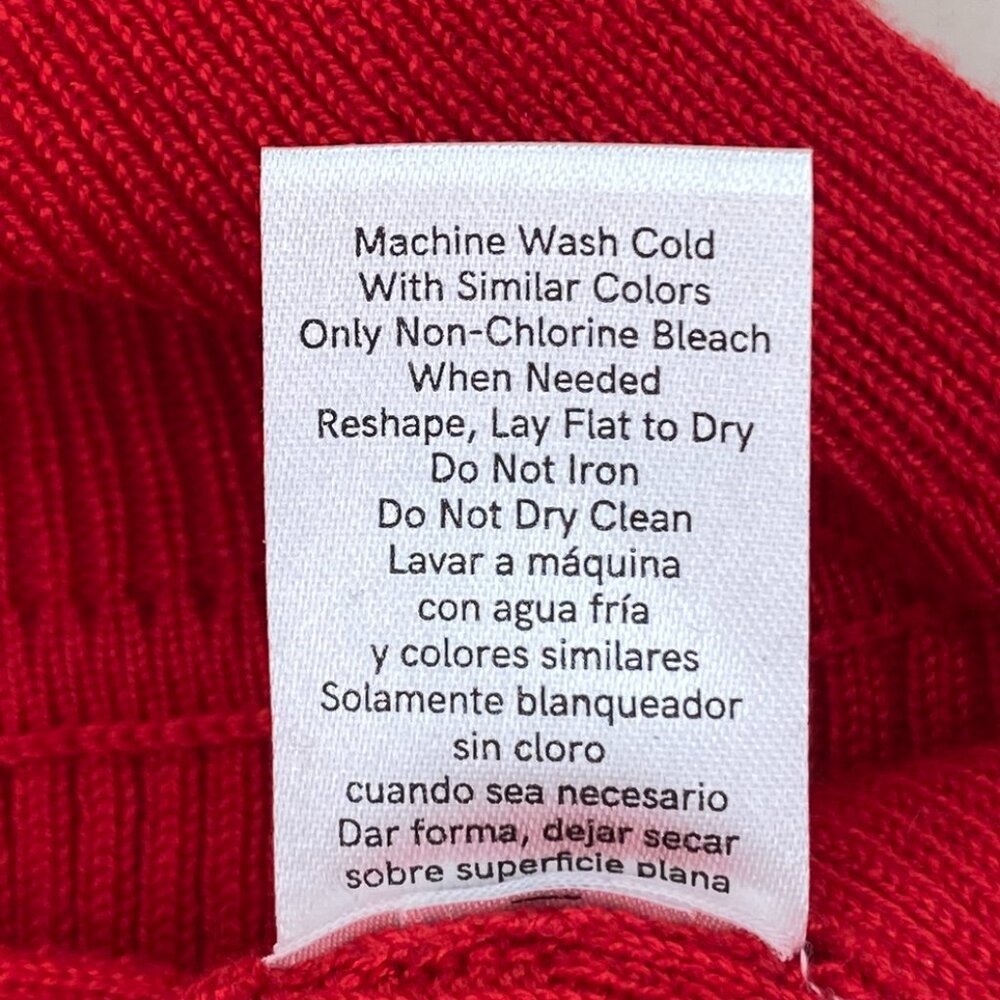 Machine Wash Cold
With Similar Colors
Only Non-Chlorine Bleach
When Needed
Reshape, Lay Flat to Dry
Do Not Iron
Do Not Dry Clean
Lavar a máquina
con agua fría
y colores similares
Solamente blanqueador
sin cloro
cuando sea necesario
Dar forma, dejar secar
sobre superficie plana